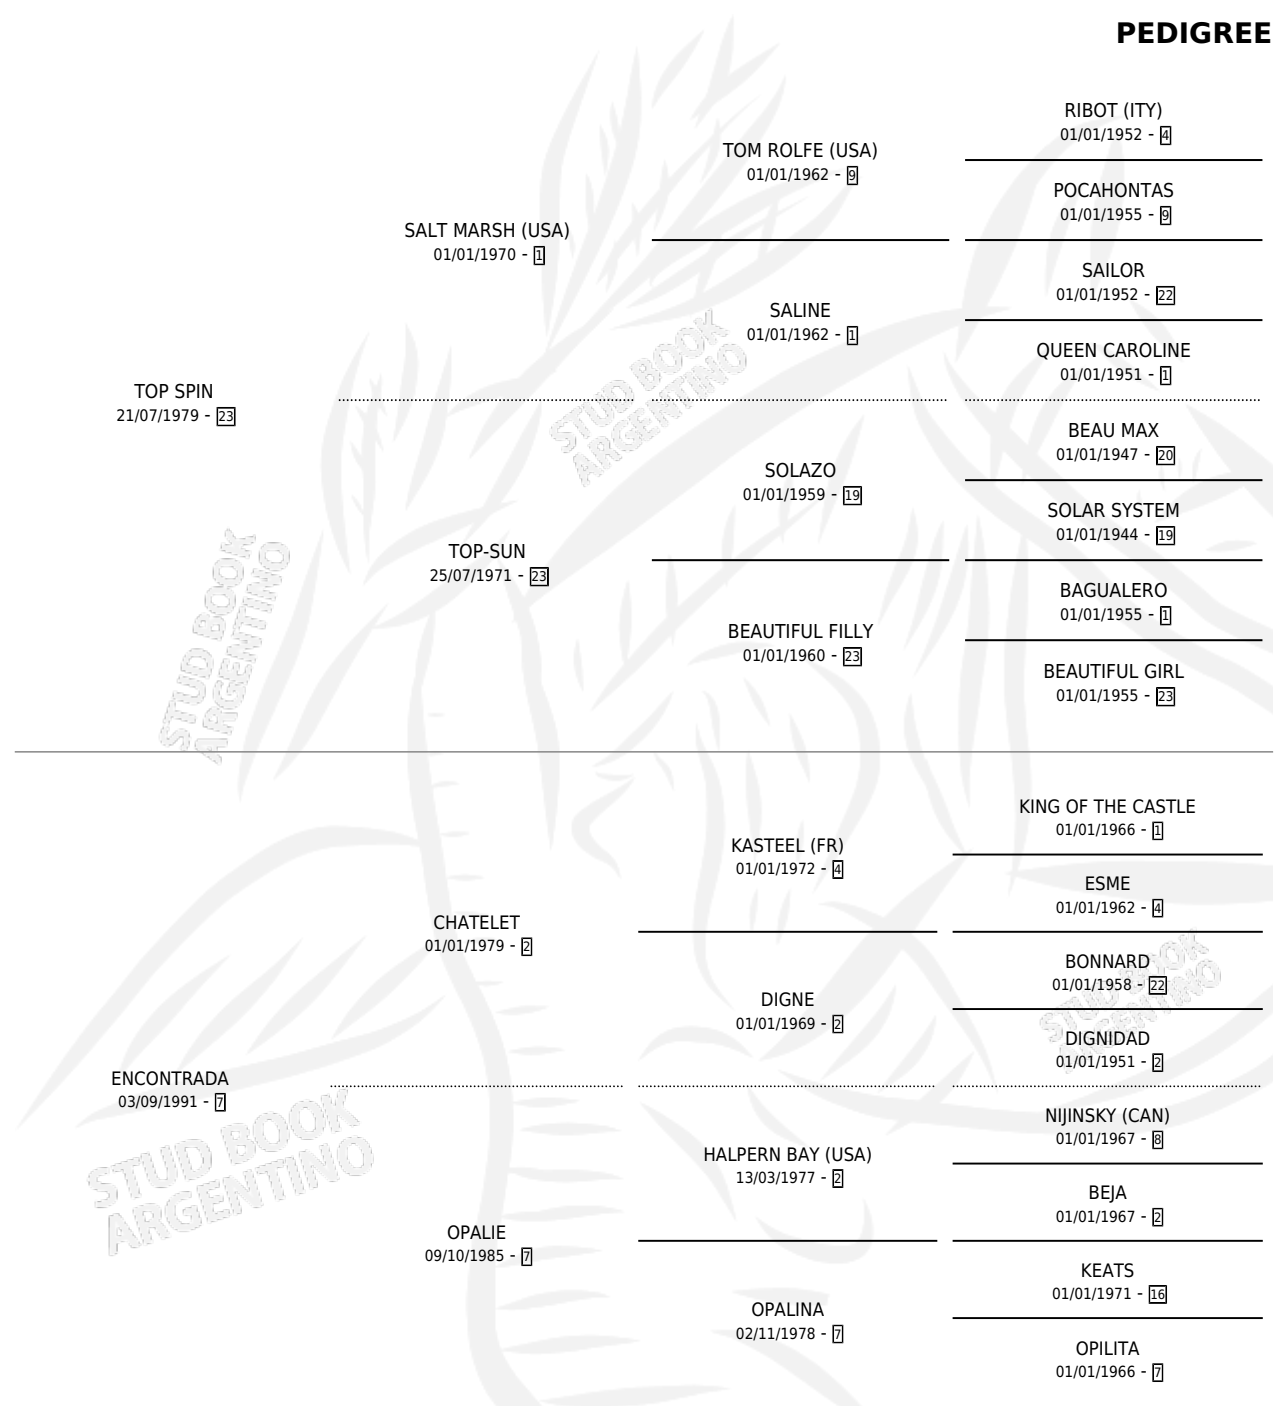 PEDIGREE
RIBOT (ITY)
01/01/1952 - 4
TOM ROLFE (USA)
01/01/1962 - 9
POCAHONTAS
01/01/1955 - 9
SALT MARSH (USA)
01/01/1970 - 1
SAILOR
01/01/1952 - 22
SALINE
01/01/1962 - 1
QUEEN CAROLINE
01/01/1951 - 1
TOP SPIN
21/07/1979 - 23
BEAU MAX
01/01/1947 - 20
SOLAZO
01/01/1959 - 19
SOLAR SYSTEM
01/01/1944 - 19
TOP-SUN
25/07/1971 - 23
BAGUALERO
01/01/1955 - 1
BEAUTIFUL FILLY
01/01/1960 - 23
BEAUTIFUL GIRL
01/01/1955 - 23
STUD BOOK
ARGENTINO
STUD BOOK
ARGENTINO
KING OF THE CASTLE
01/01/1966 - 1
KASTEEL (FR)
01/01/1972 - 4
ESME
01/01/1962 - 4
CHATELET
01/01/1979 - 2
BONNARD
01/01/1958 - 22
DIGNE
01/01/1969 - 2
DIGNIDAD
01/01/1951 - 2
ENCONTRADA
03/09/1991 - 7
NIJINSKY (CAN)
01/01/1967 - 8
HALPERN BAY (USA)
13/03/1977 - 2
BEJA
01/01/1967 - 2
OPALIE
09/10/1985 - 7
KEATS
01/01/1971 - 16
OPALINA
02/11/1978 - 7
OPILITA
01/01/1966 - 7
STUD BOOK
ARGENTINO
STUD BOOK
ARGENTINO